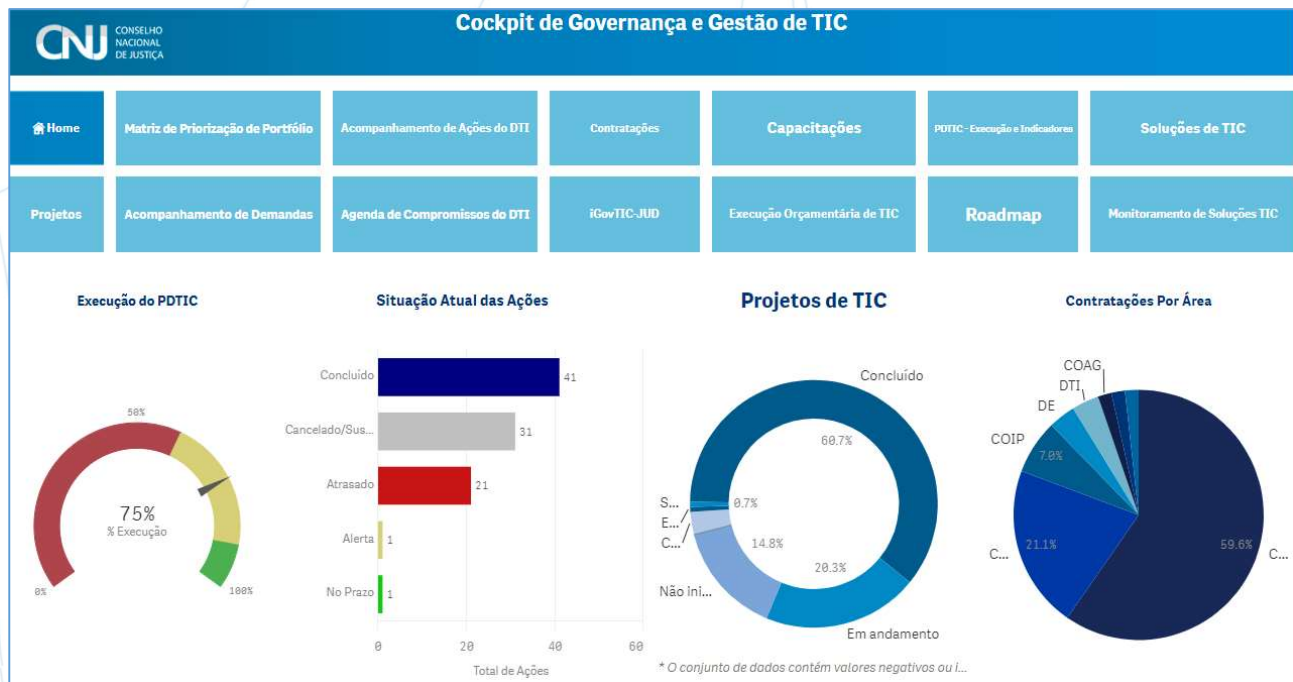 Cockpit de Governança e Gestão de TIC
CNJ
CONSELHO
NACIONAL
DE JUSTIÇA
Home
Matriz de Priorização de Portfólio
Acompanhamento de Ações do DTI
Contratações
Capacitações
PDTIC - Execução e Indicadores
Soluções de TIC
Projetos
Acompanhamento de Demandas
Agenda de Compromissos do DTI
iGovTIC-JUD
Execução Orçamentária de TIC
Roadmap
Monitoramento de Soluções TIC
Execução do PDTIC
50%
75%
% Execução
0%
100%
Situação Atual das Ações
Concluído
41
Cancelado/Sus...
31
Atrasado
21
Alerta
1
No Prazo
1
0
20
40
60
Total de Ações
Projetos de TIC
Concluído
60.7%
S...
0.7%
E...
C...
14.8%
20.3%
Não ini...
Em andamento
* O conjunto de dados contém valores negativos ou i...
Contratações Por Área
COAG
DTI
DE
COIP
7.0%
C...
21.1%
59.6%
C...